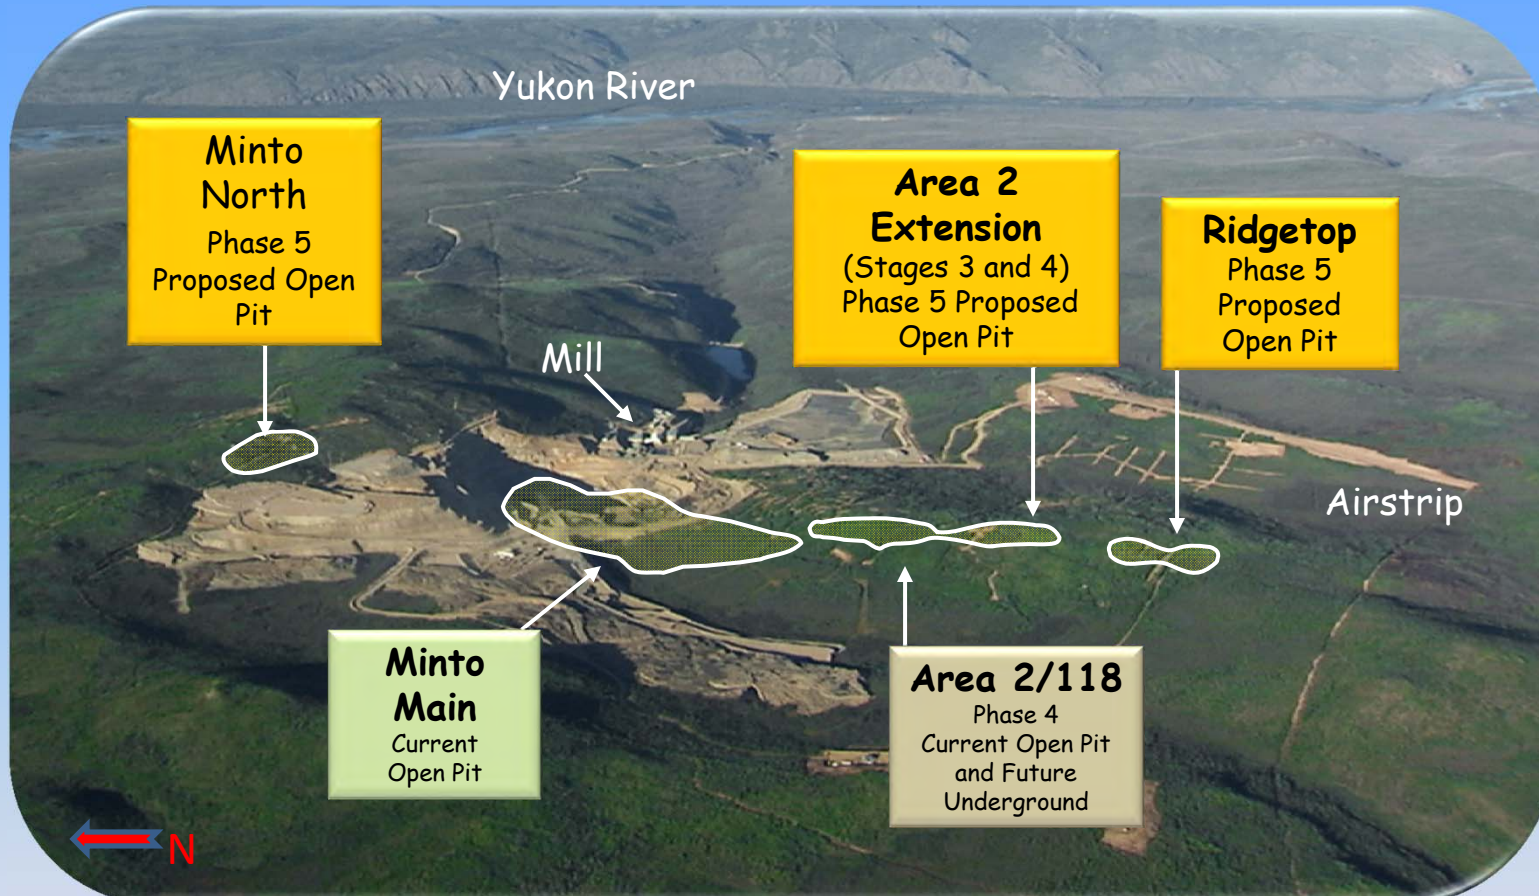 Yukon River
Minto
North
Phase 5
Proposed Open
Pit
Area 2
Extension
(Stages 3 and 4)
Phase 5 Proposed
Open Pit
Ridgetop
Phase 5
Proposed
Open Pit
Mill
Airstrip
Minto
Main
Current
Open Pit
Area 2/118
Phase 4
Current Open Pit
and Future
Underground
N